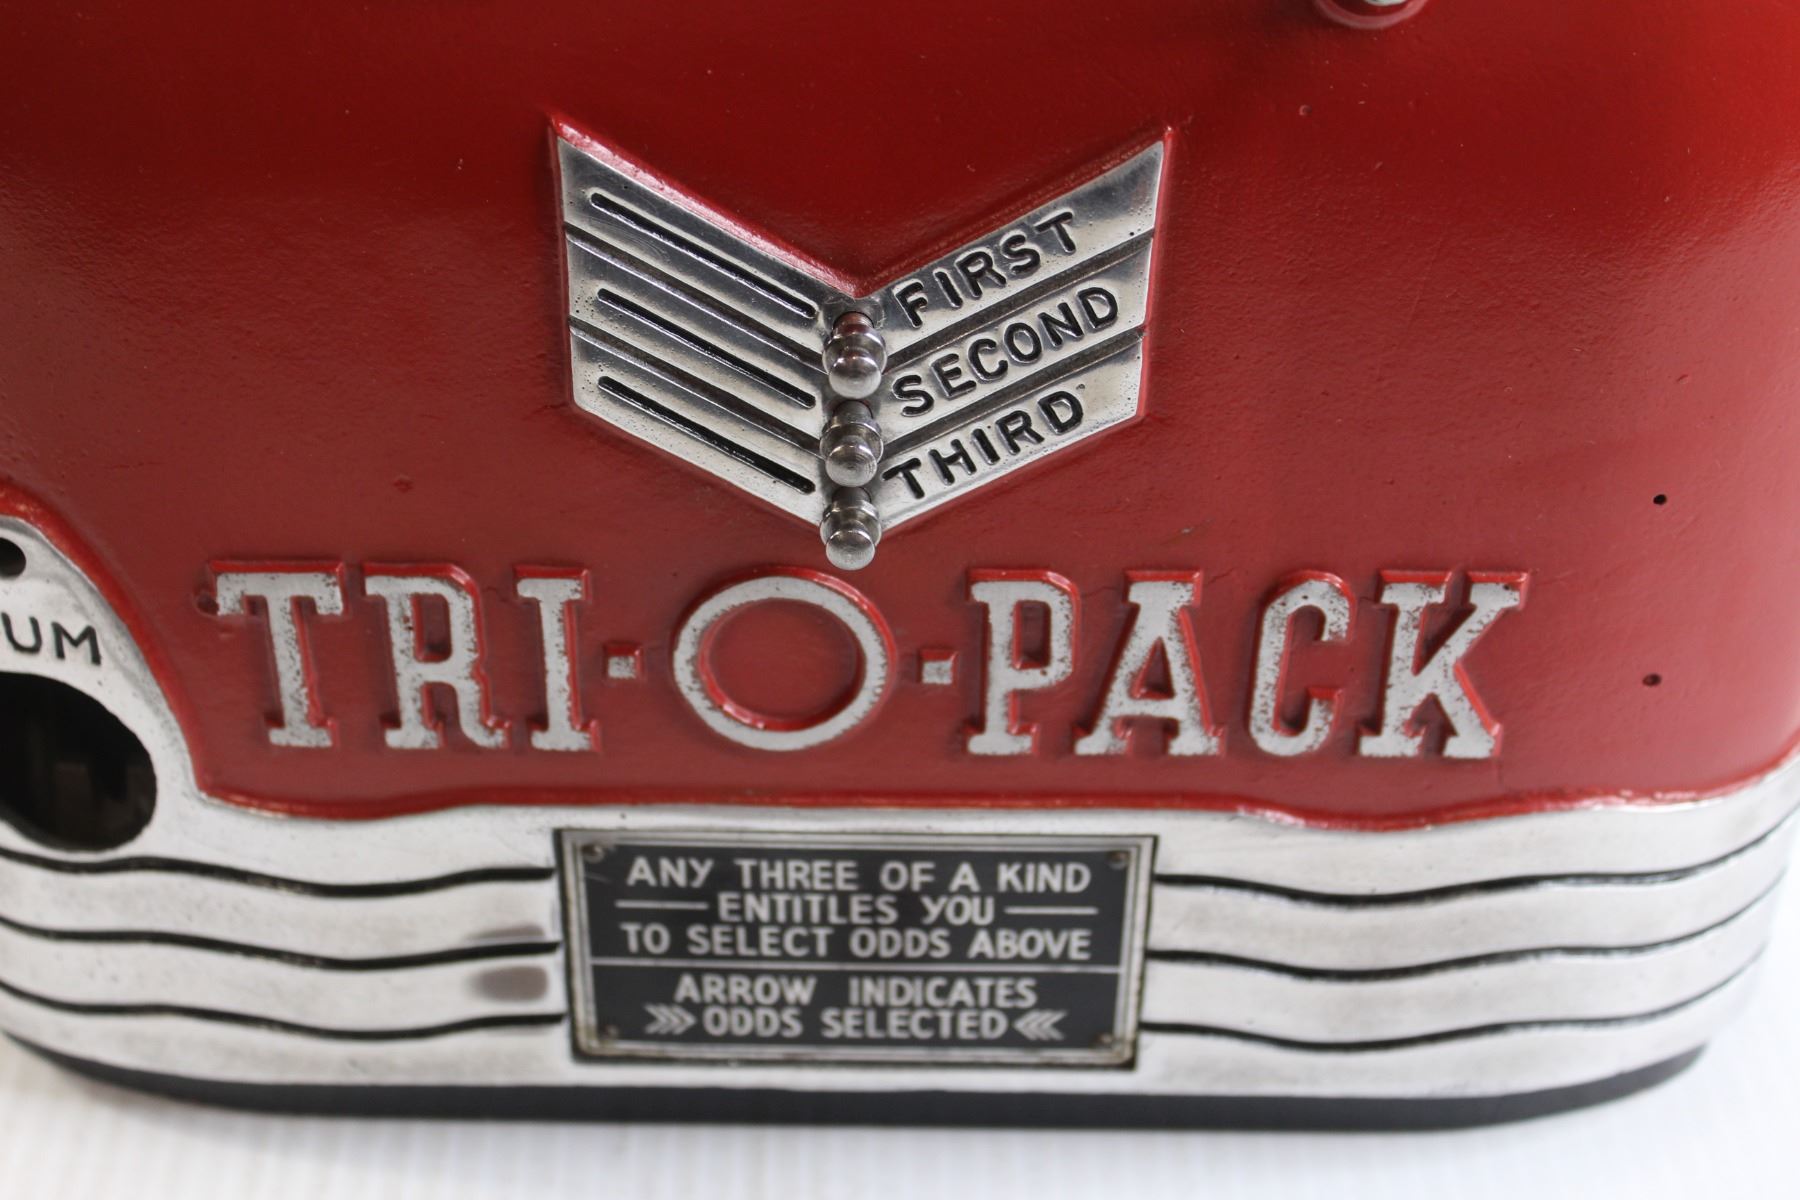 FIRST
SECOND
THIRD
TRI·O·PACK
UM
ANY THREE OF A KIND
ENTITLES YOU
TO SELECT ODDS ABOVE
ARROW INDICATES
ODDS SELECTED